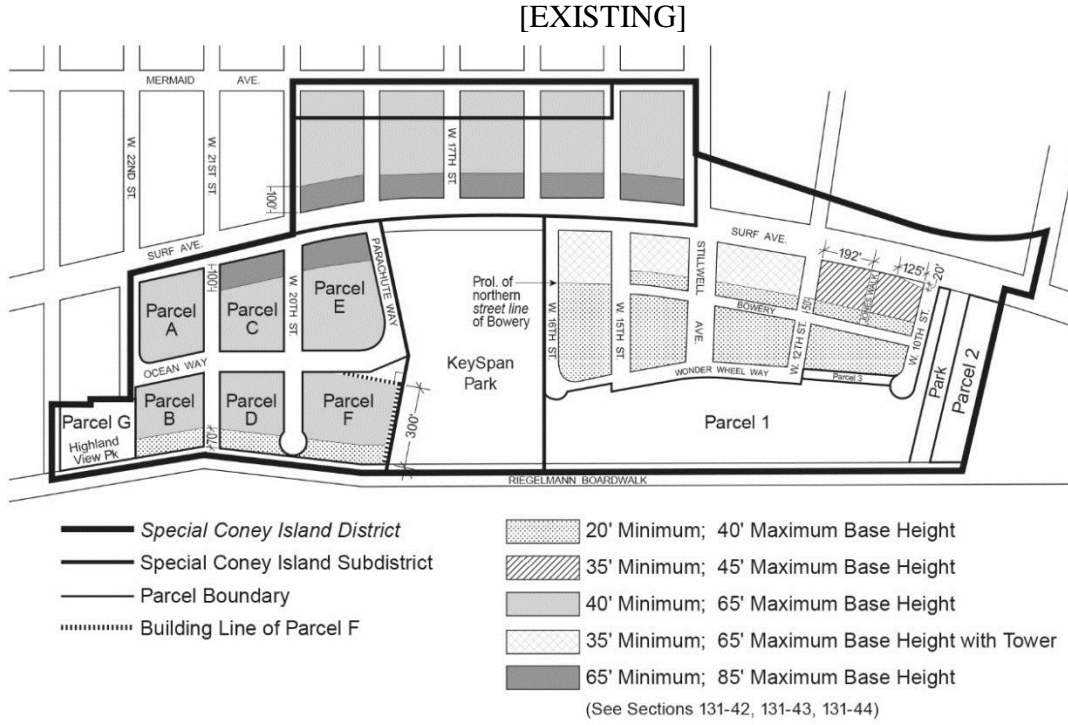 [EXISTING]
MERMAID AVE.
W. 22ND ST.
W. 21ST ST.
W. 17TH ST.
100'
SURF AVE.
SURF AVE.
100'
W. 20TH ST.
PARACHUTE WAY
Parcel
A
Parcel
C
Parcel
E
OCEAN WAY
Parcel
B
Parcel
D
Parcel
F
Parcel G
Highland
View Pk
70'
300'
KeySpan
Park
Prol. of
northern
street line
of Bowery
W. 16TH ST.
W. 15TH ST.
STILLWELL
AVE.
BOWERY
50'
W. 12TH ST.
192'
125'
20'
JONES WALK
W. 10TH ST.
WONDER WHEEL WAY
Parcel 3
Parcel 1
Park
Parcel 2
RIEGELMANN BOARDWALK
Special Coney Island District
Special Coney Island Subdistrict
Parcel Boundary
Building Line of Parcel F
20' Minimum; 40' Maximum Base Height
35' Minimum; 45' Maximum Base Height
40' Minimum; 65' Maximum Base Height
35' Minimum; 65' Maximum Base Height with Tower
65' Minimum; 85' Maximum Base Height
(See Sections 131-42, 131-43, 131-44)